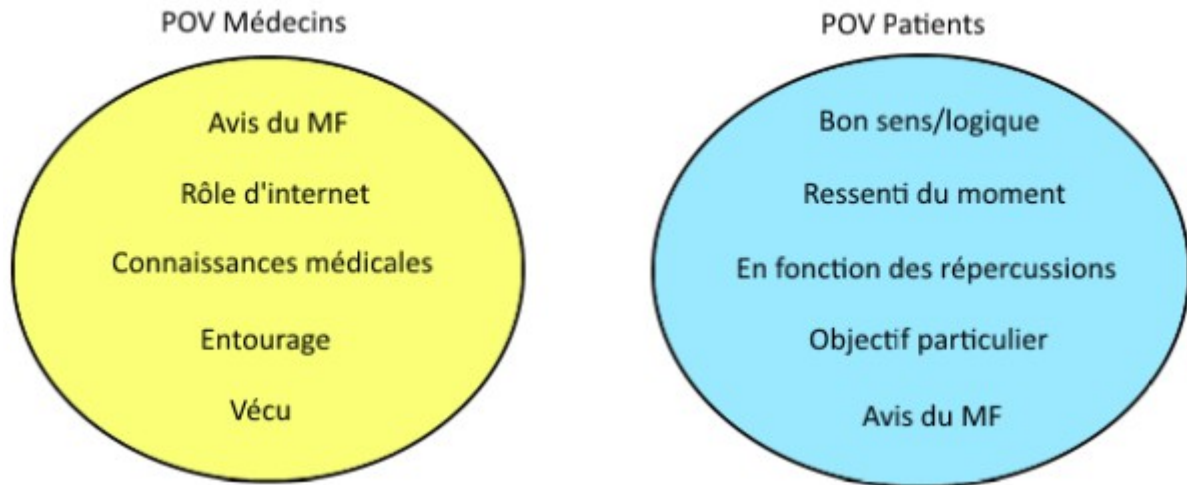 POV Médecins
Avis du MF
Rôle d'internet
Connaissances médicales
Entourage
Vécu
POV Patients
Bon sens/logique
Ressenti du moment
En fonction des répercussions
Objectif particulier
Avis du MF